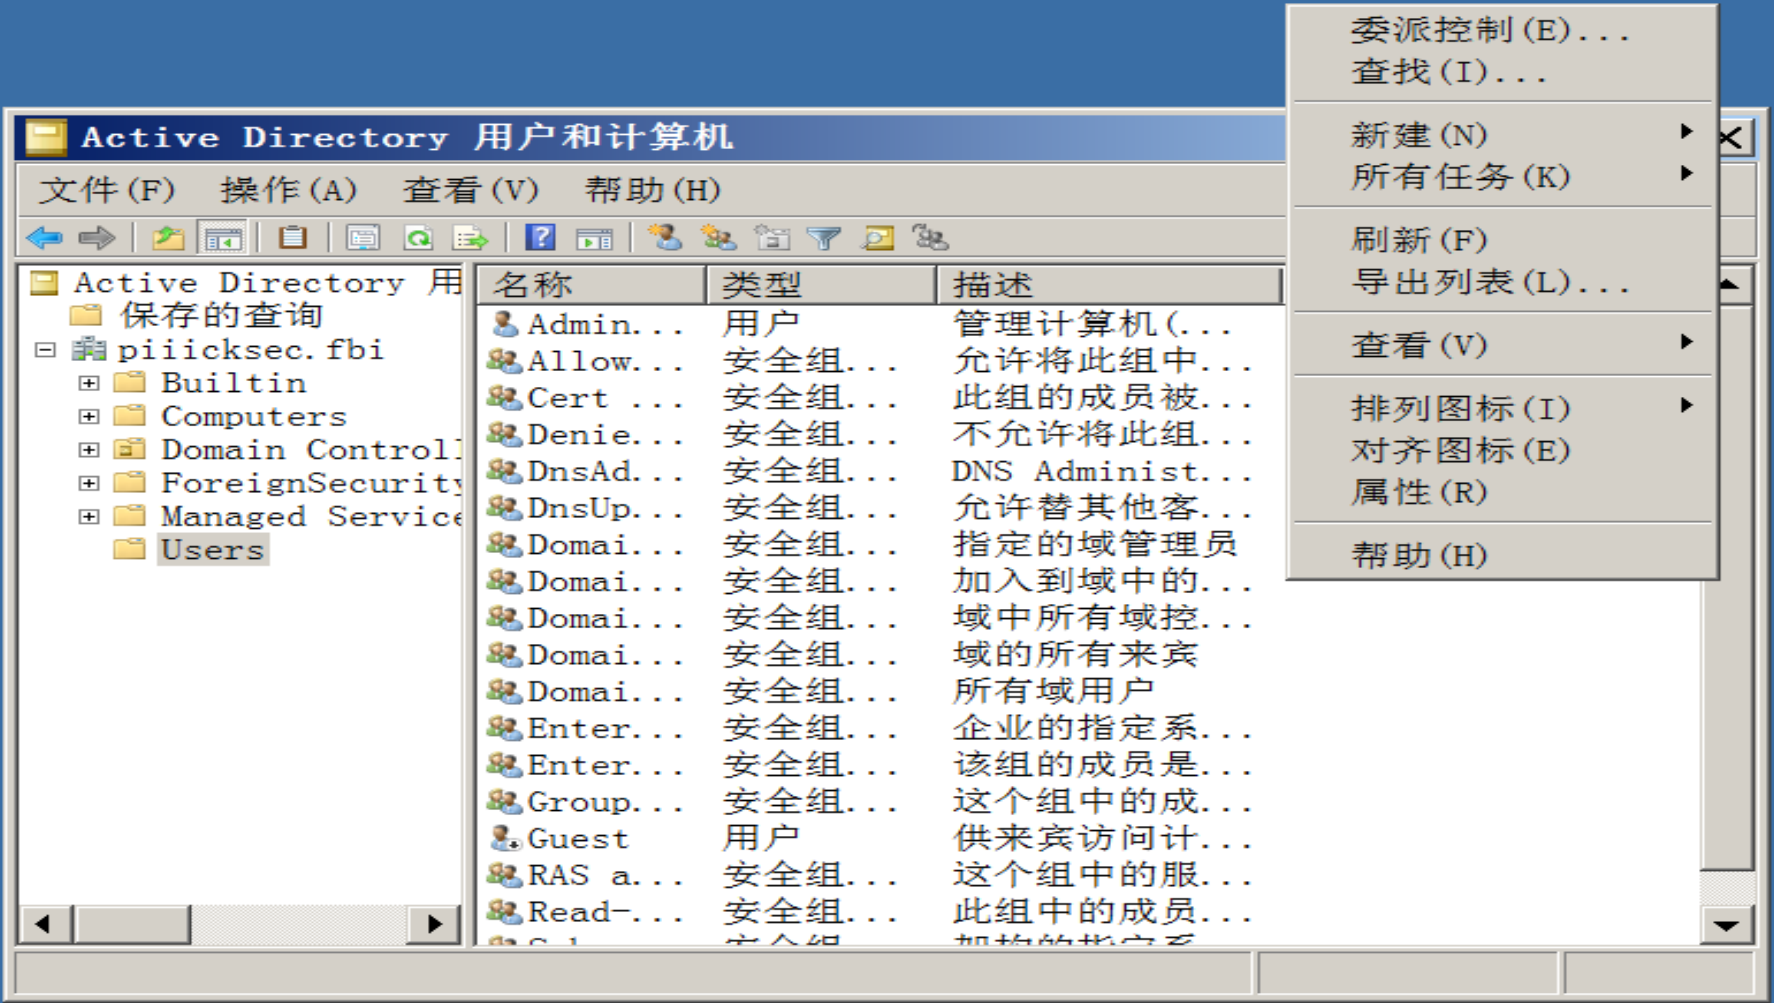 委派控制(E)...
查找(I)...
新建(N)
所有任务(K)
刷新(F)
导出列表(L)...
查看(V)
排列图标(I)
对齐图标(E)
属性(R)
帮助(H)
Active Directory 用户和计算机
文件(F) 操作(A) 查看(V) 帮助(H)
Active Directory 用
保存的查询
piiicksec.fbi
Builtin
Computers
Domain Controll
ForeignSecurity
Managed Service
Users
名称 类型 描述
Admin... 用户 管理计算机(...
Allow... 安全组... 允许将此组中...
Cert ... 安全组... 此组的成员被...
Denie... 安全组... 不允许将此组...
DnsAd... 安全组... DNS Administ...
DnsUp... 安全组... 允许替其他客...
Domai... 安全组... 指定的域管理员
Domai... 安全组... 加入到域中的...
Domai... 安全组... 域中所有域控...
Domai... 安全组... 域的所有来宾
Domai... 安全组... 所有域用户
Enter... 安全组... 企业的指定系...
Enter... 安全组... 该组的成员是...
Group... 安全组... 这个组中的成...
Guest 用户 供来宾访问计...
RAS a... 安全组... 这个组中的服...
Read-... 安全组... 此组中的成员...